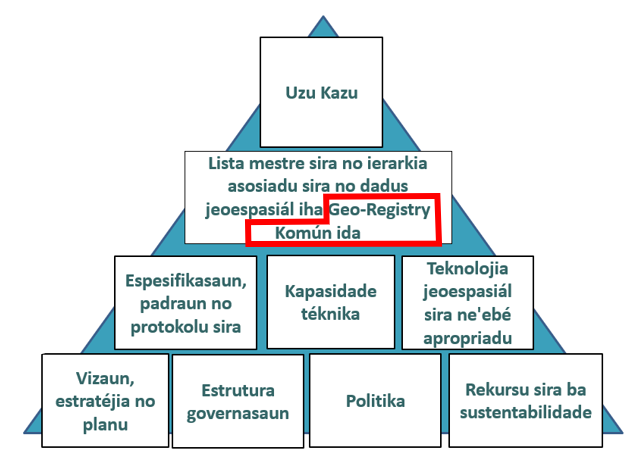 Uzu Kazu
Lista mestre sira no ierarkia
asosiadu sira no dadus
jeoespasiál iha Geo-Registry
Komún ida
Espesifikasaun,
padraun no
protokolu sira
Kapasidade
téknika
Teknolojia
jeoespasiál
sira ne'ebé
apropriadu
Vizaun,
estratéjia no
planu
Estrutura
governasaun
Politika
Rekursu sira ba
sustentabilidade